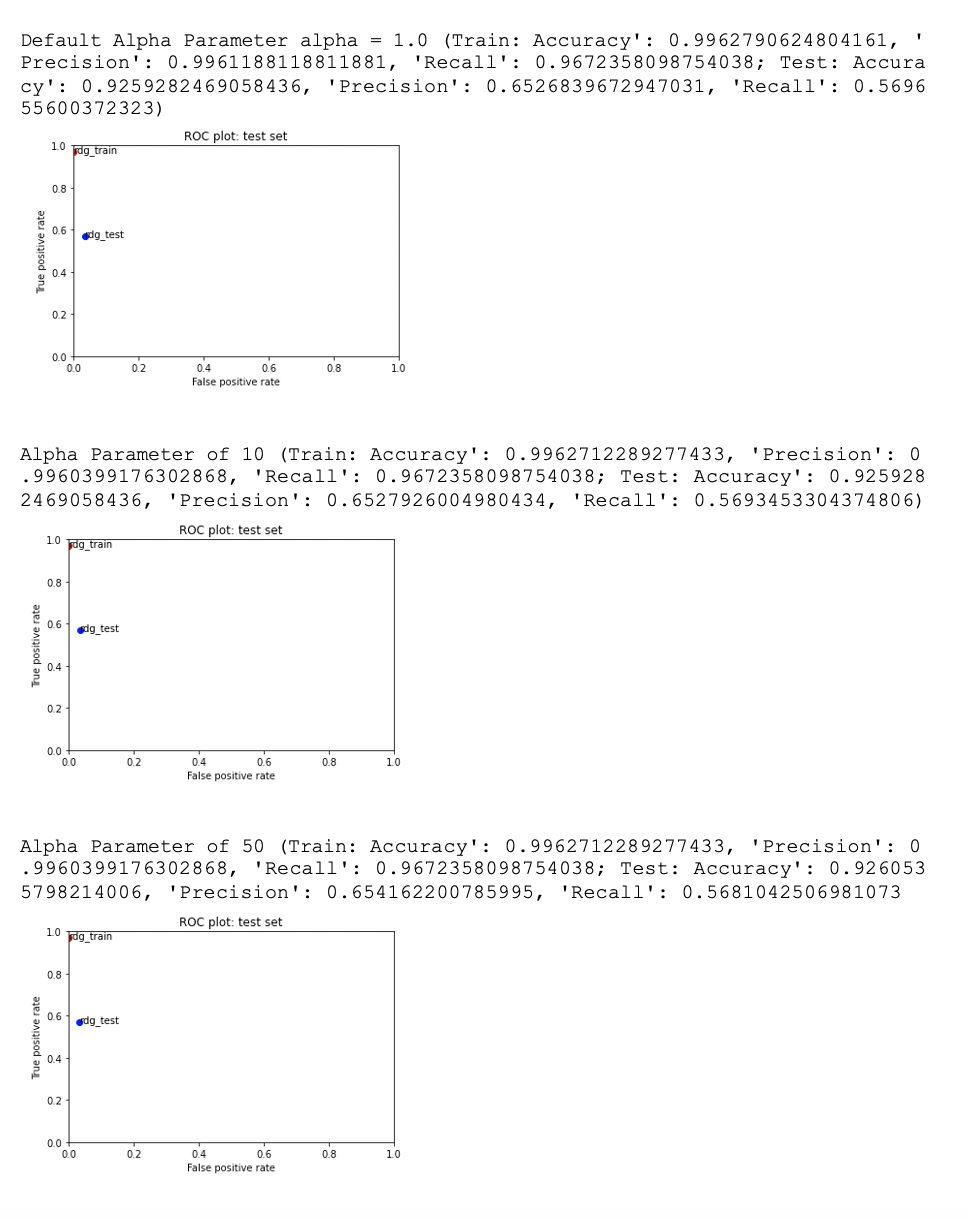 Default Alpha Parameter alpha = 1.0 (Train: Accuracy': 0.9962790624804161, '
Precision': 0.9961188118811881, 'Recall': 0.9672358098754038; Test: Accura
cy': 0.9259282469058436, 'Precision': 0.6526839672947031, 'Recall': 0.5696
55600372323)
ROC plot: test set
1.0
rdg_train
0.8
0.6
rdg_test
0.4
0.2
0.0
True positive rate
0.0 0.2 0.4 0.6 0.8 1.0
False positive rate
Alpha Parameter of 10 (Train: Accuracy': 0.9962712289277433, 'Precision': 0
.9960399176302868, 'Recall': 0.9672358098754038; Test: Accuracy': 0.925928
2469058436, 'Precision': 0.6527926004980434, 'Recall': 0.5693453304374806)
ROC plot: test set
1.0
rdg_train
0.8
0.6
rdg_test
0.4
0.2
0.0
True positive rate
0.0 0.2 0.4 0.6 0.8 1.0
False positive rate
Alpha Parameter of 50 (Train: Accuracy': 0.9962712289277433, 'Precision': 0
.9960399176302868, 'Recall': 0.9672358098754038; Test: Accuracy': 0.926053
5798214006, 'Precision': 0.654162200785995, 'Recall': 0.5681042506981073
ROC plot: test set
1.0
rdg_train
0.8
0.6
rdg_test
0.4
0.2
0.0
True positive rate
0.0 0.2 0.4 0.6 0.8 1.0
False positive rate